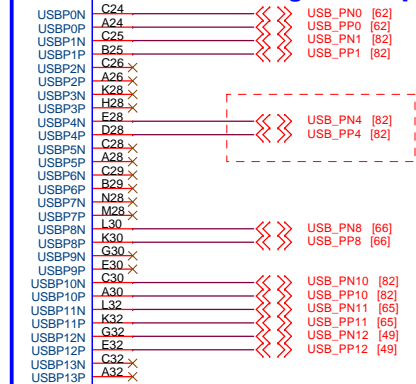 USBP0N C24 USB_PN0 [62]
USBP0P A24 USB_PP0 [62]
USBP1N C25 USB_PN1 [82]
USBP1P B25 USB_PP1 [82]
USBP2N C26
USBP2P A26
USBP3N K28
USBP3P H28
USBP4N E28 USB_PN4 [82]
USBP4P D28 USB_PP4 [82]
USBP5N C28
USBP5P A28
USBP6N C29
USBP6P B29
USBP7N N28
USBP7P M28
USBP8N L30 USB_PN8 [66]
USBP8P K30 USB_PP8 [66]
USBP9N G30
USBP9P E30
USBP10N C30 USB_PN10 [82]
USBP10P A30 USB_PP10 [82]
USBP11N L32 USB_PN11 [65]
USBP11P K32 USB_PP11 [65]
USBP12N G32 USB_PN12 [49]
USBP12P E32 USB_PP12 [49]
USBP13N C32
USBP13P A32